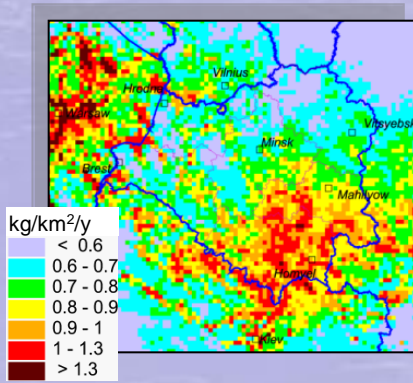 Vilnius
Hrodna
Warsaw
Vitsyebsk
Minsk
Brest
Mahilyow
kg/km²/y
< 0.6
0.6 - 0.7
0.7 - 0.8
0.8 - 0.9
0.9 - 1
1 - 1.3
> 1.3
Homyel
Kiev